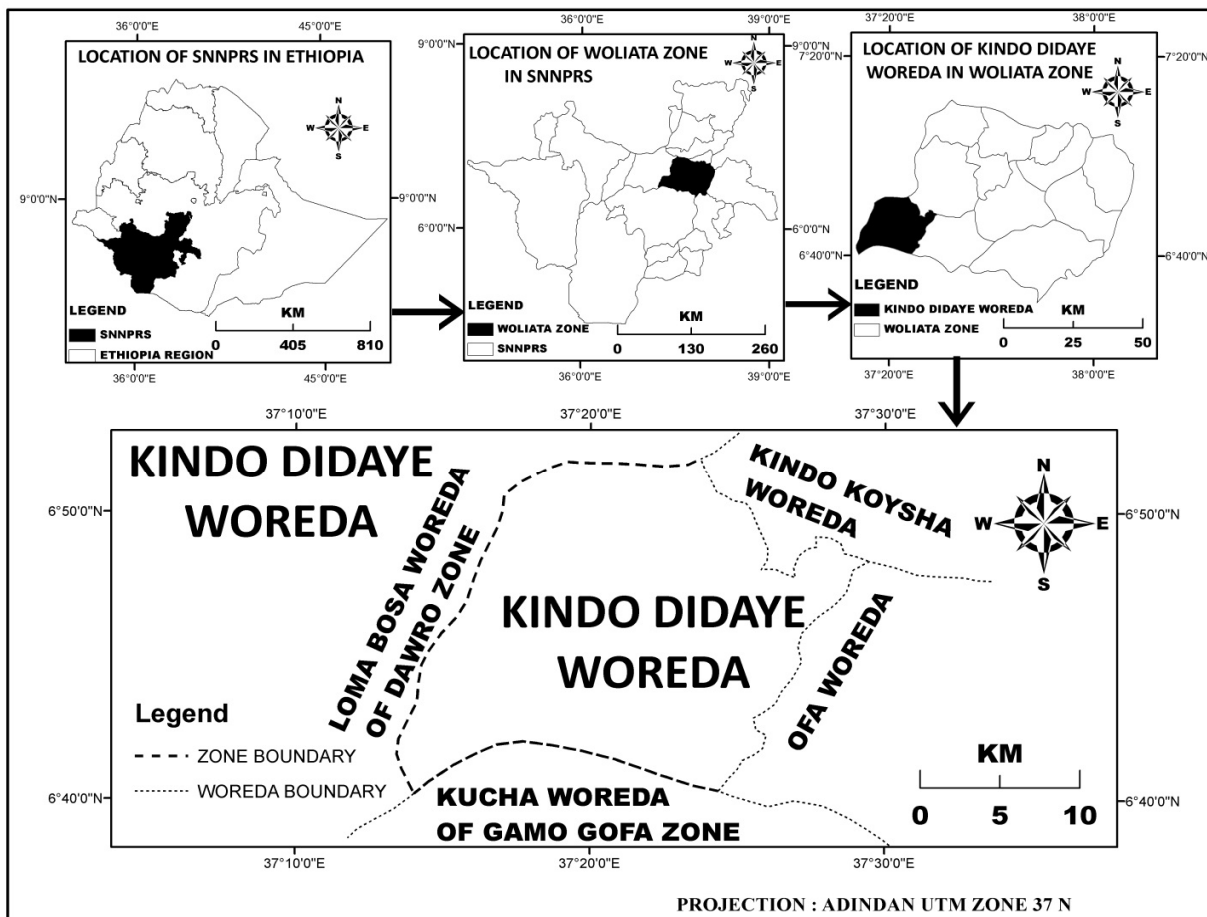 36°0'0"E 45°0'0"E
LOCATION OF SNNPRS IN ETHIOPIA
N
W E
S
9°0'0"N 9°0'0"N
LEGEND
SNNPRS
ETHIOPIA REGION
KM
0 405 810
36°0'0"E 45°0'0"E
36°0'0"E 39°0'0"E
9°0'0"N 9°0'0"N
LOCATION OF WOLIATA ZONE
IN SNNPRS
N
W E
S
6°0'0"N 6°0'0"N
LEGEND
WOLIATA ZONE
SNNPRS
KM
0 130 260
36°0'0"E 39°0'0"E
37°20'0"E 38°0'0"E
7°20'0"N 7°20'0"N
LOCATION OF KINDO DIDAYE
WOREDA IN WOLIATA ZONE
N
W E
S
6°40'0"N 6°40'0"N
LEGEND
KINDO DIDAYE WOREDA
WOLIATA ZONE
KM
0 25 50
37°20'0"E 38°0'0"E
37°10'0"E 37°20'0"E 37°30'0"E
KINDO DIDAYE
WOREDA
LOMA BOSA WOREDA
OF DAWRO ZONE
KINDO KOYSHA
WOREDA
N
W E
S
6°50'0"N 6°50'0"N
KINDO DIDAYE
WOREDA
OFA WOREDA
Legend
ZONE BOUNDARY
WOREDA BOUNDARY
KM
0 5 10
6°40'0"N 6°40'0"N
KUCHA WOREDA
OF GAMO GOFA ZONE
37°10'0"E 37°20'0"E 37°30'0"E
PROJECTION : ADINDAN UTM ZONE 37 N